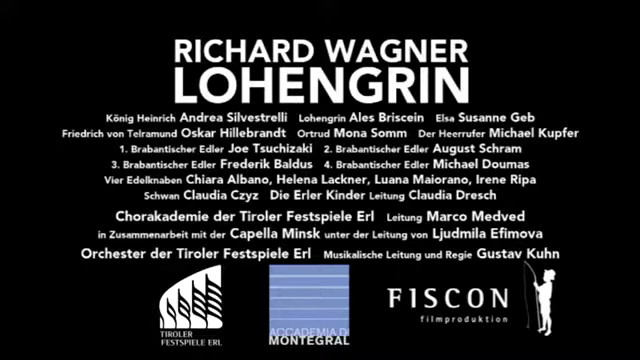 RICHARD WAGNER
LOHENGRIN
König Heinrich Andrea Silvestrelli Lohengrin Ales Briscein Elsa Susanne Geb
Friedrich von Telramund Oskar Hillebrandt Ortrud Mona Somm Der Heerrufer Michael Kupfer
1. Brabantischer Edler Joe Tsuchizaki 2. Brabantischer Edler August Schram
3. Brabantischer Edler Frederik Baldus 4. Brabantischer Edler Michael Doumas
Vier Edelknaben Chiara Albano, Helena Lackner, Luana Maiorano, Irene Ripa
Schwan Claudia Czyz Die Erler Kinder Leitung Claudia Dresch
Chorakademie der Tiroler Festspiele Erl Leitung Marco Medved
in Zusammenarbeit mit der Capella Minsk unter der Leitung von Ljudmila Efimova
Orchester der Tiroler Festspiele Erl Musikalische Leitung und Regie Gustav Kuhn
TIROLER
FESTSPIELE ERL
ACCADEMIA DI
MONTEGRAL
FISCON
filmproduktion